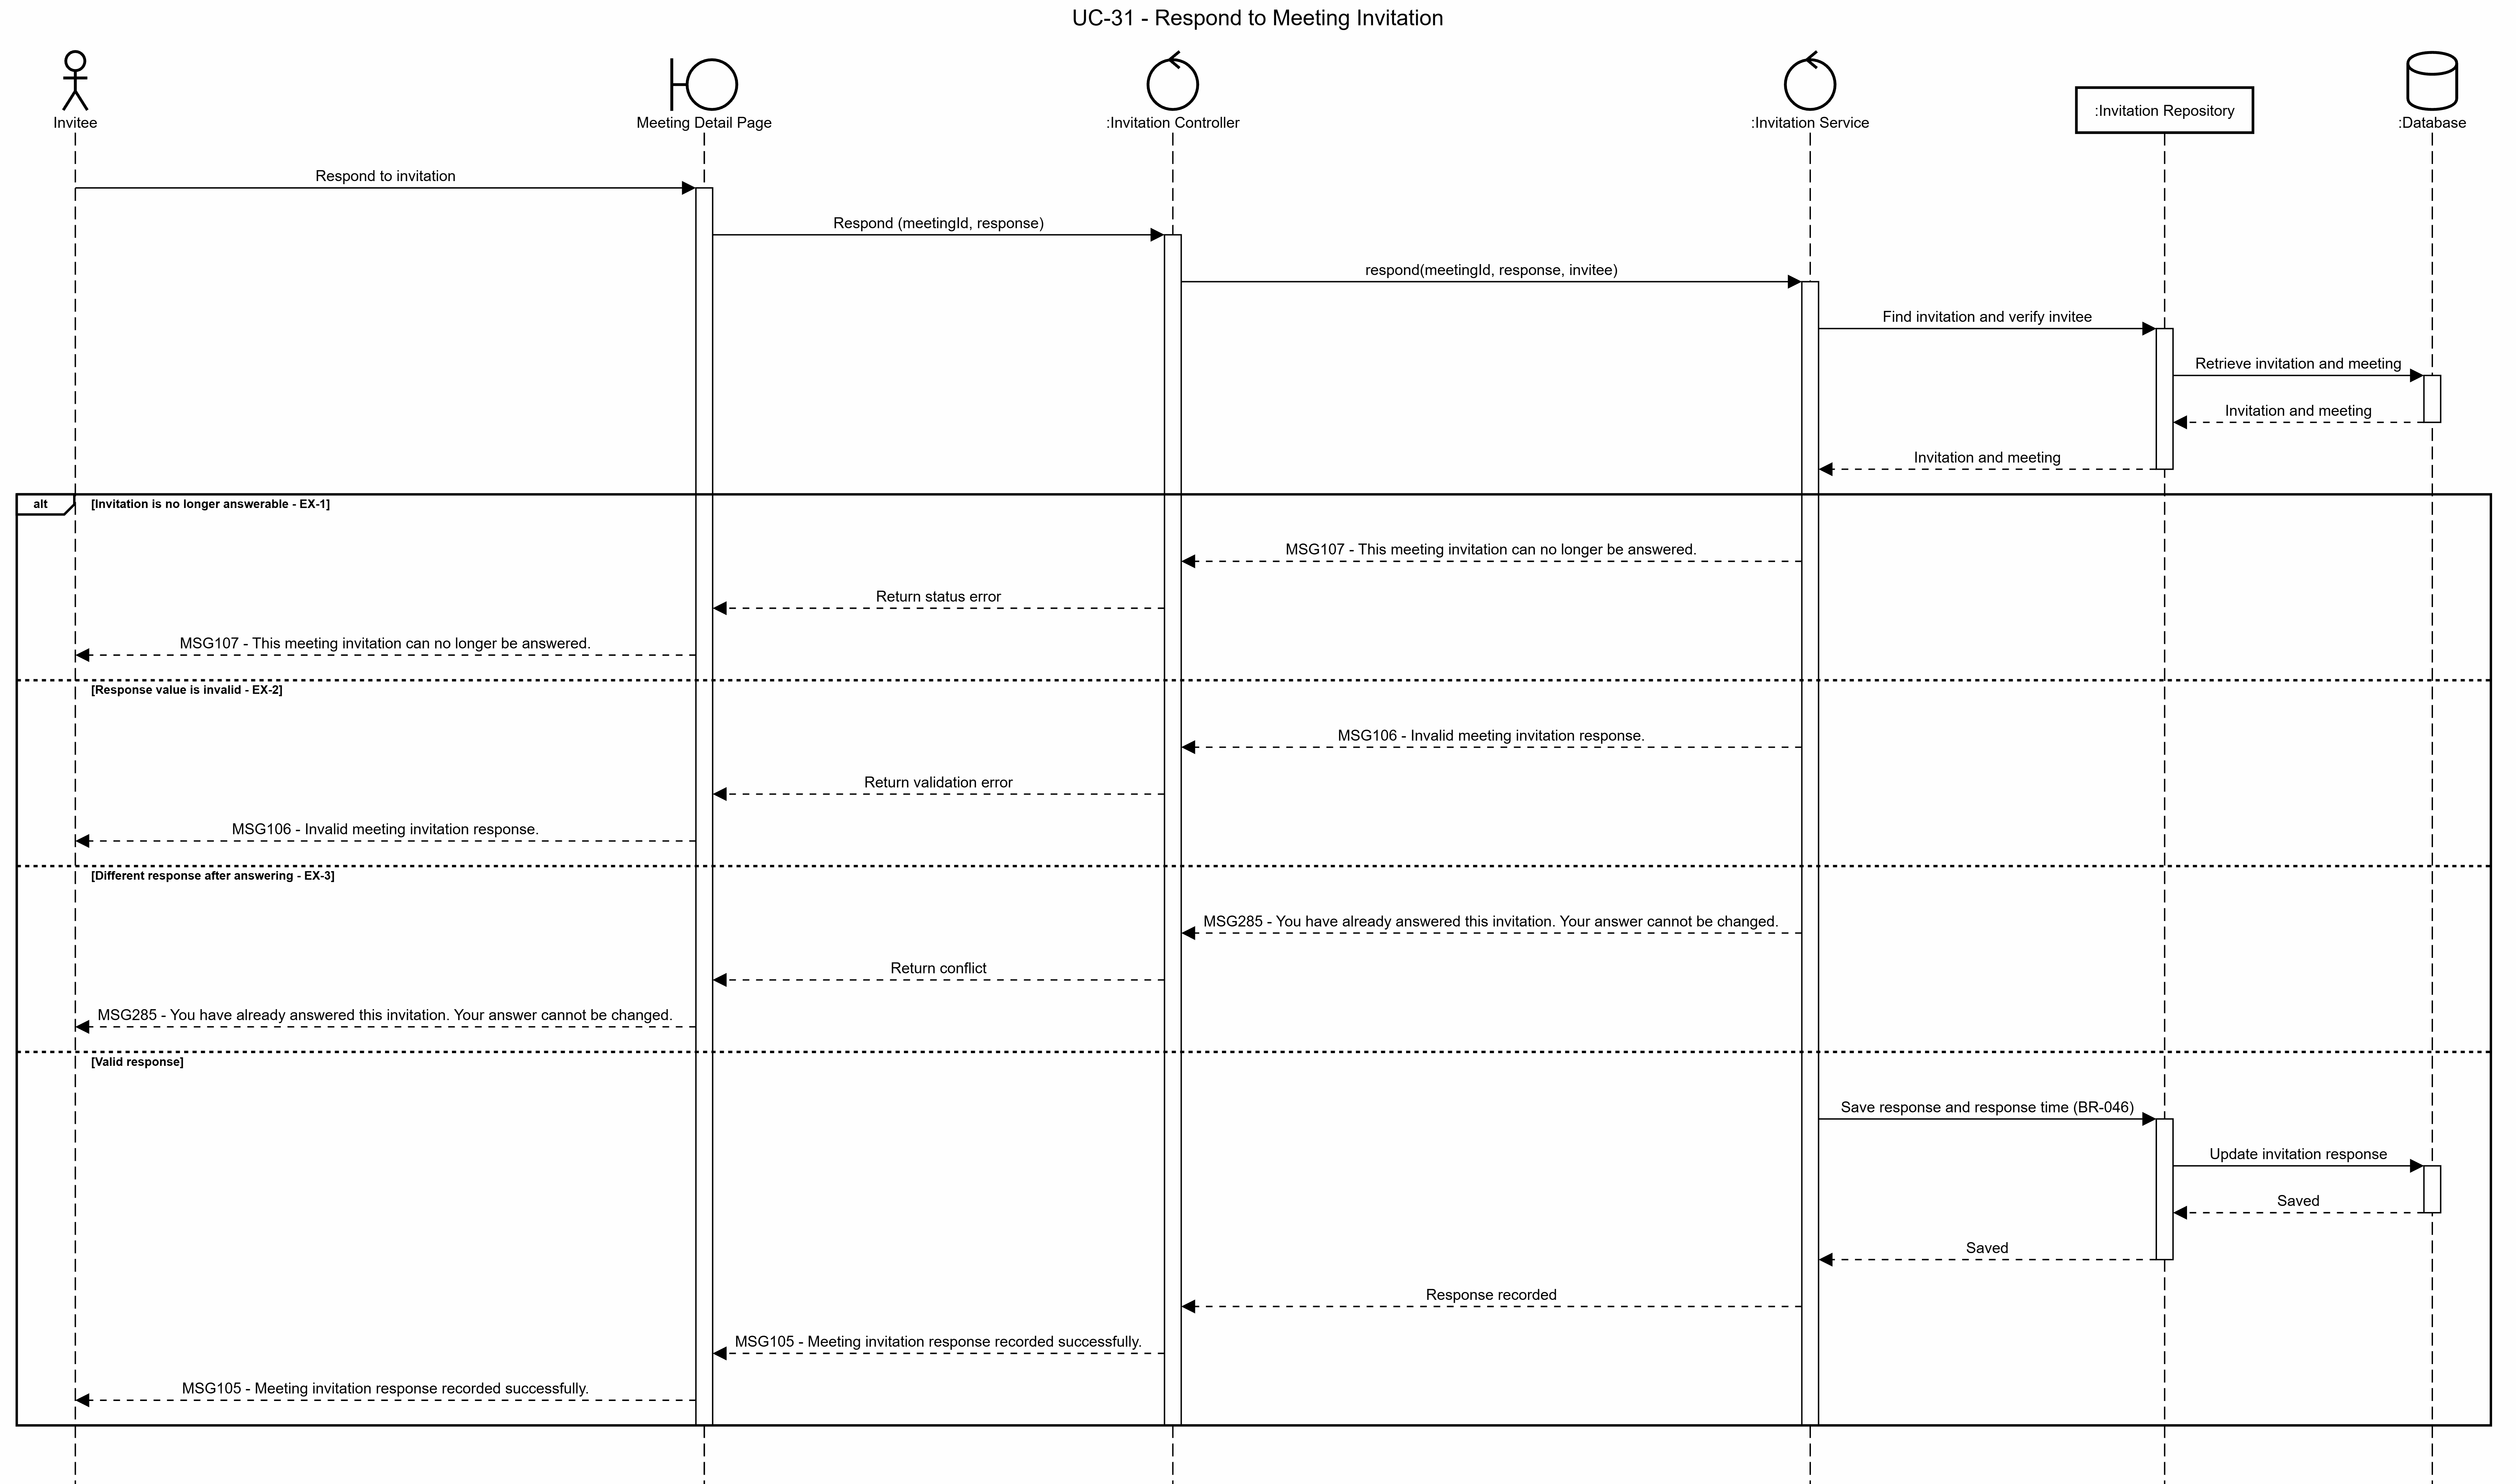 UC-31 - Respond to Meeting Invitation
Invitee
Meeting Detail Page
:Invitation Controller
:Invitation Service
:Invitation Repository
:Database
Respond to invitation
Respond (meetingId, response)
respond(meetingId, response, invitee)
Find invitation and verify invitee
Retrieve invitation and meeting
Invitation and meeting
Invitation and meeting
alt
[Invitation is no longer answerable - EX-1]
MSG107 - This meeting invitation can no longer be answered.
Return status error
MSG107 - This meeting invitation can no longer be answered.
[Response value is invalid - EX-2]
MSG106 - Invalid meeting invitation response.
Return validation error
MSG106 - Invalid meeting invitation response.
[Different response after answering - EX-3]
MSG285 - You have already answered this invitation. Your answer cannot be changed.
Return conflict
MSG285 - You have already answered this invitation. Your answer cannot be changed.
[Valid response]
Save response and response time (BR-046)
Update invitation response
Saved
Saved
Response recorded
MSG105 - Meeting invitation response recorded successfully.
MSG105 - Meeting invitation response recorded successfully.